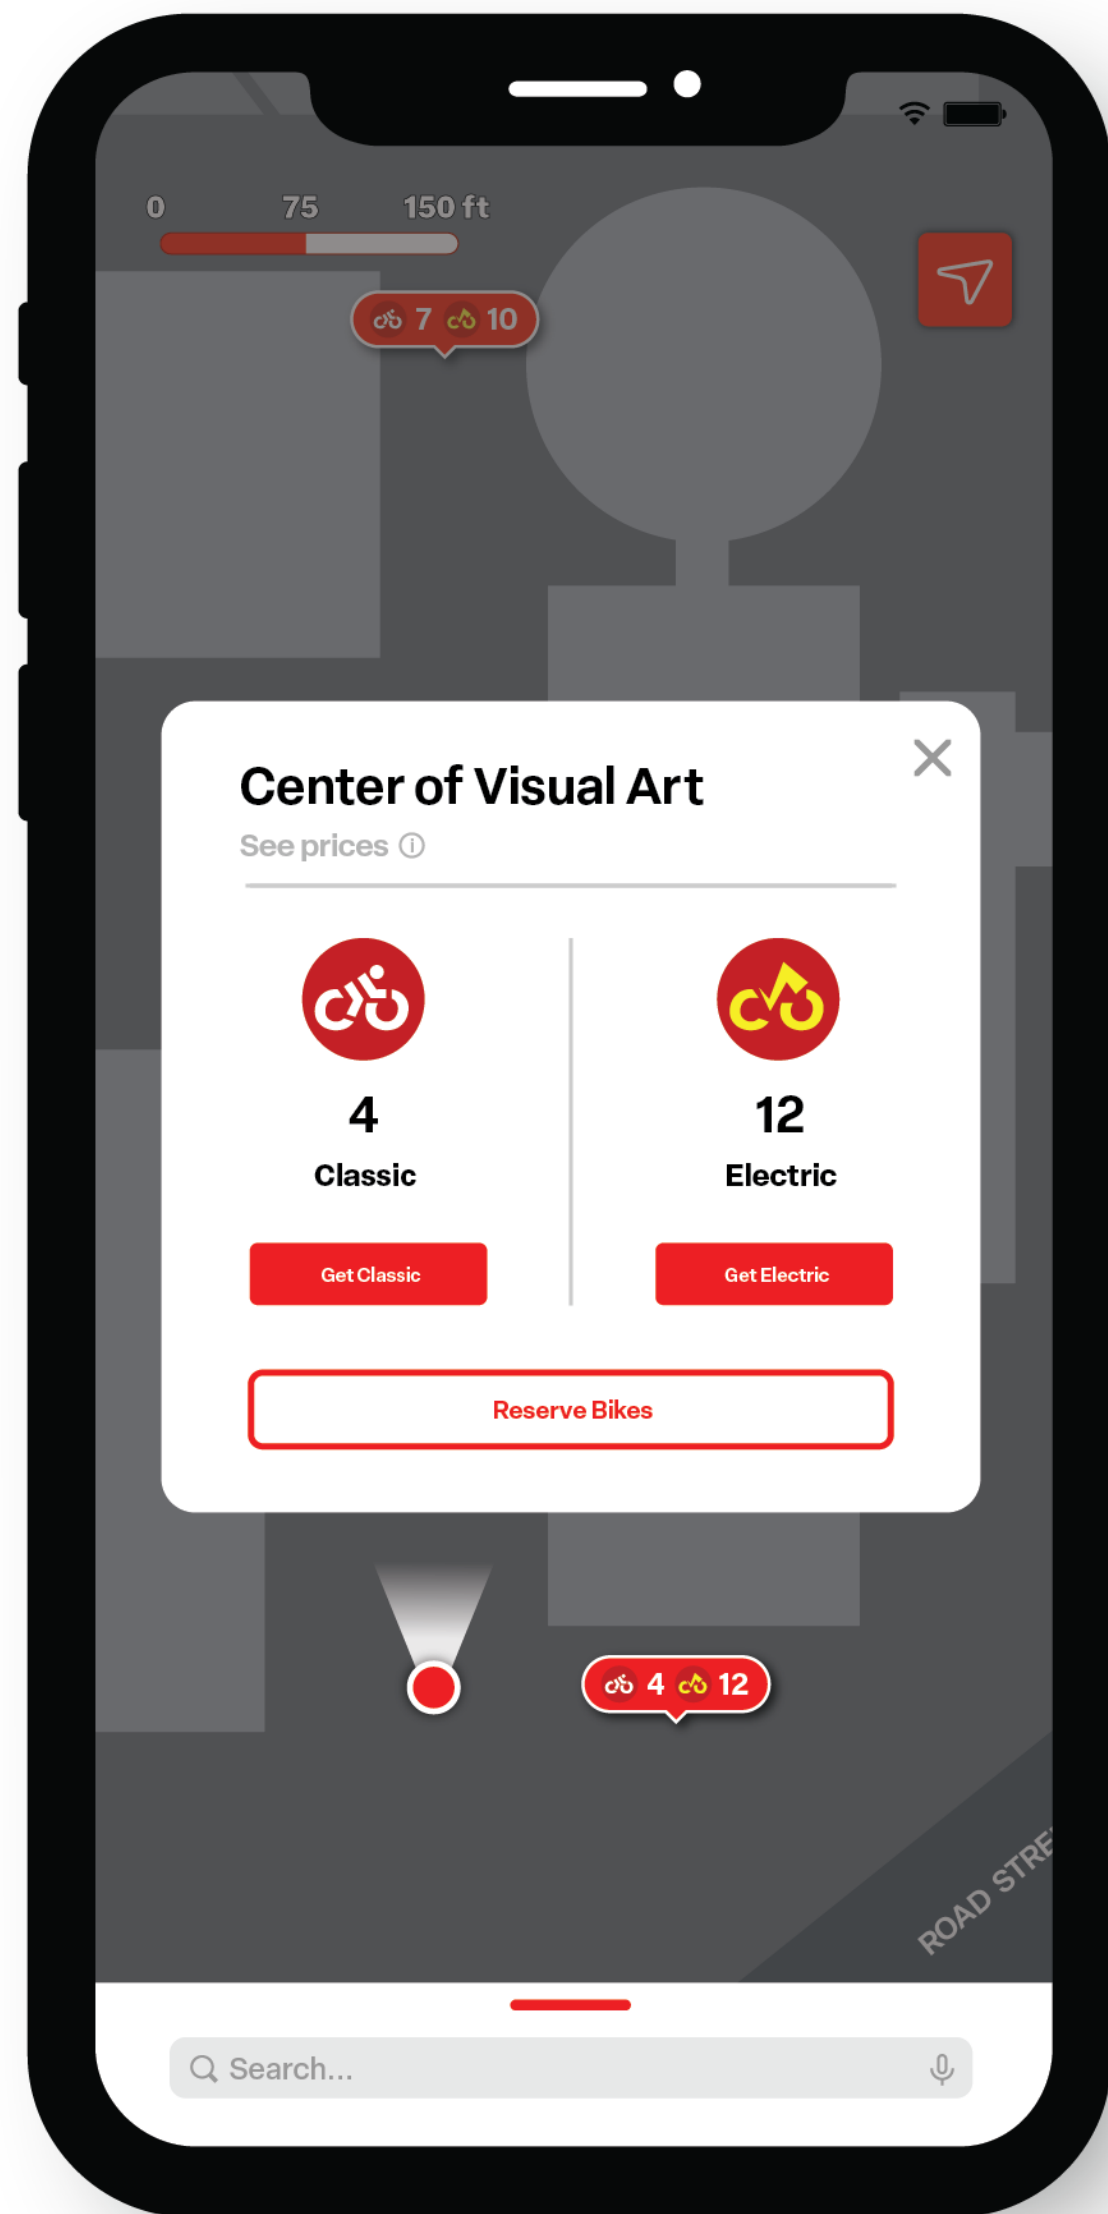 0 75 150 ft
7 10
Center of Visual Art
See prices
4 12
Classic Electric
Get Classic Get Electric
Reserve Bikes
4 12
ROAD
Search...